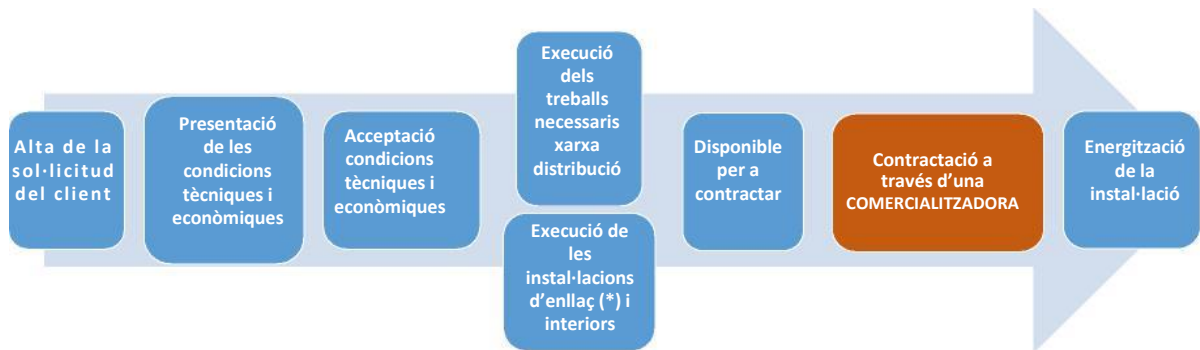 Alta de la
sol·licitud
del client
Presentació
de les
condicions
tècniques i
econòmiques
Acceptació
condicions
tècniques i
econòmiques
Execució
dels
treballs
necessaris
xarxa
distribució
Execució de
les
instal·lacions
d'enllaç (*) i
interiors
Disponible
per a
contractar
Contractació a
través d'una
COMERCIALITZADORA
Energització
de la
instal·lació